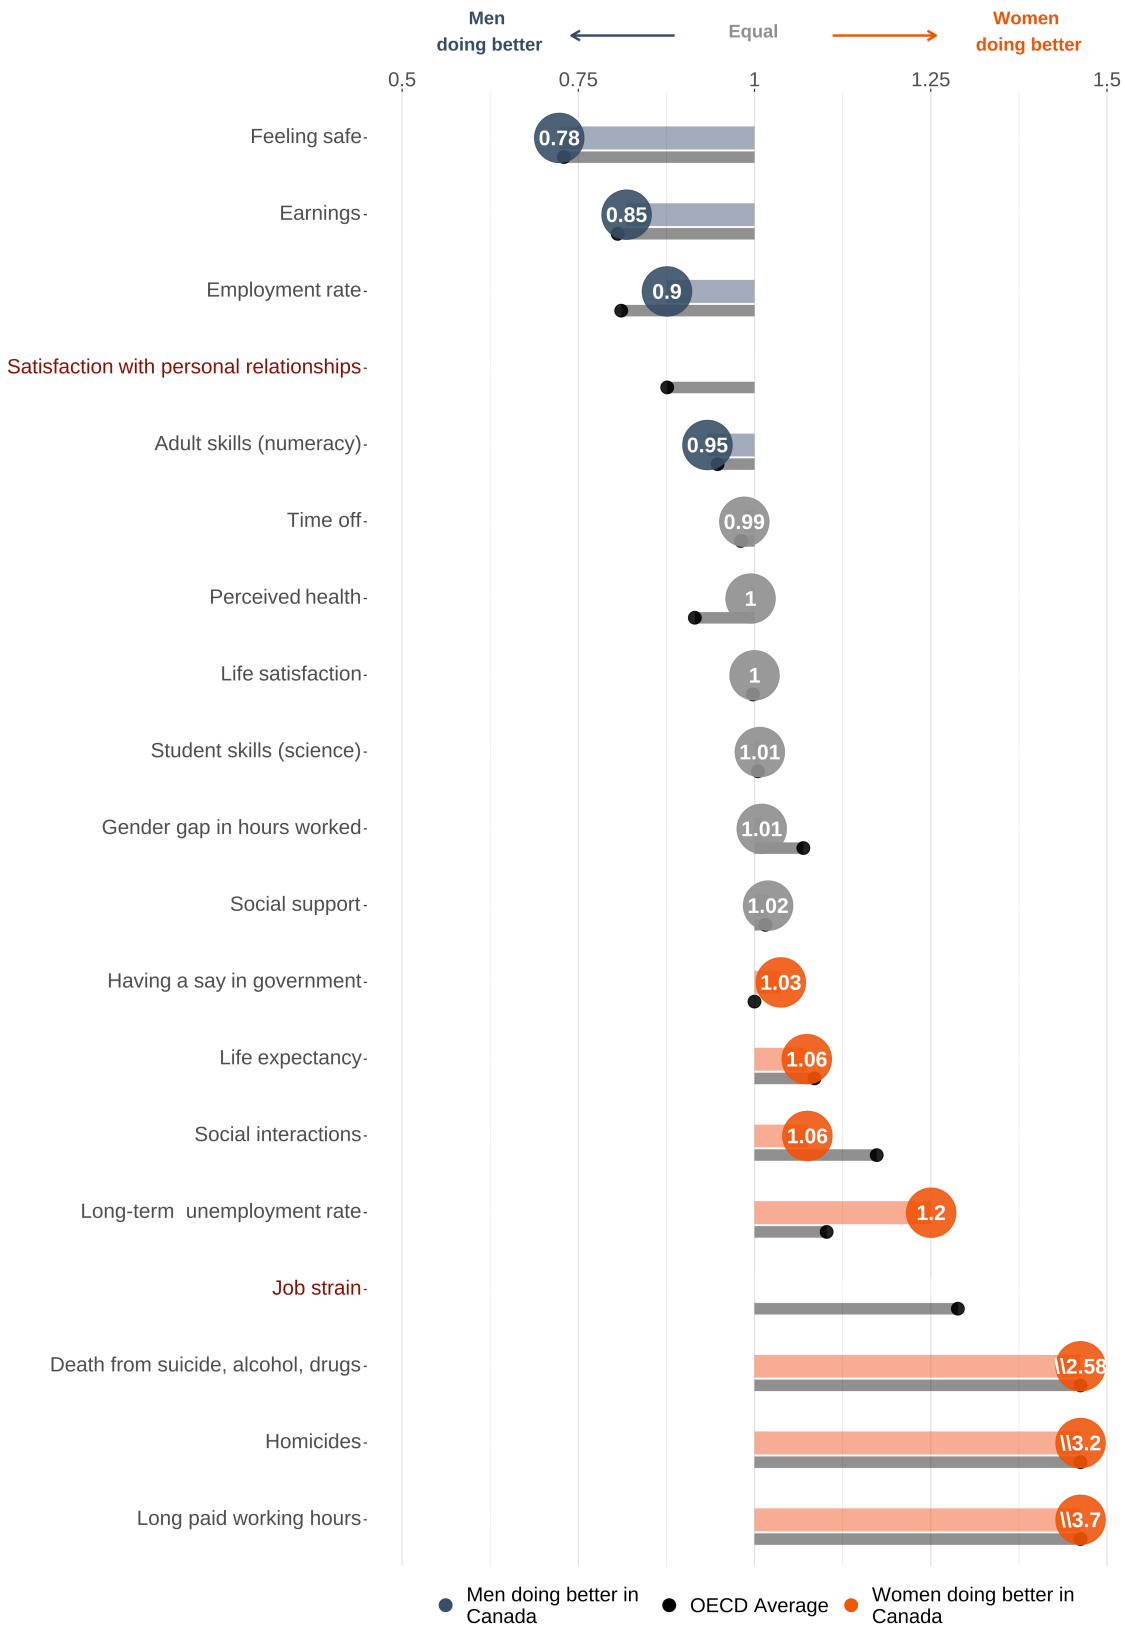 Men
doing better
Equal
Women
doing better
0.5 0.75 1 1.25 1.5
Feeling safe 0.78
Earnings 0.85
Employment rate 0.9
Satisfaction with personal relationships
Adult skills (numeracy) 0.95
Time off 0.99
Perceived health 1
Life satisfaction 1
Student skills (science) 1.01
Gender gap in hours worked 1.01
Social support 1.02
Having a say in government 1.03
Life expectancy 1.06
Social interactions 1.06
Long-term unemployment rate 1.2
Job strain
Death from suicide, alcohol, drugs \\2.58
Homicides \\3.2
Long paid working hours \\3.7
Men doing better in
Canada
OECD Average
Women doing better in
Canada